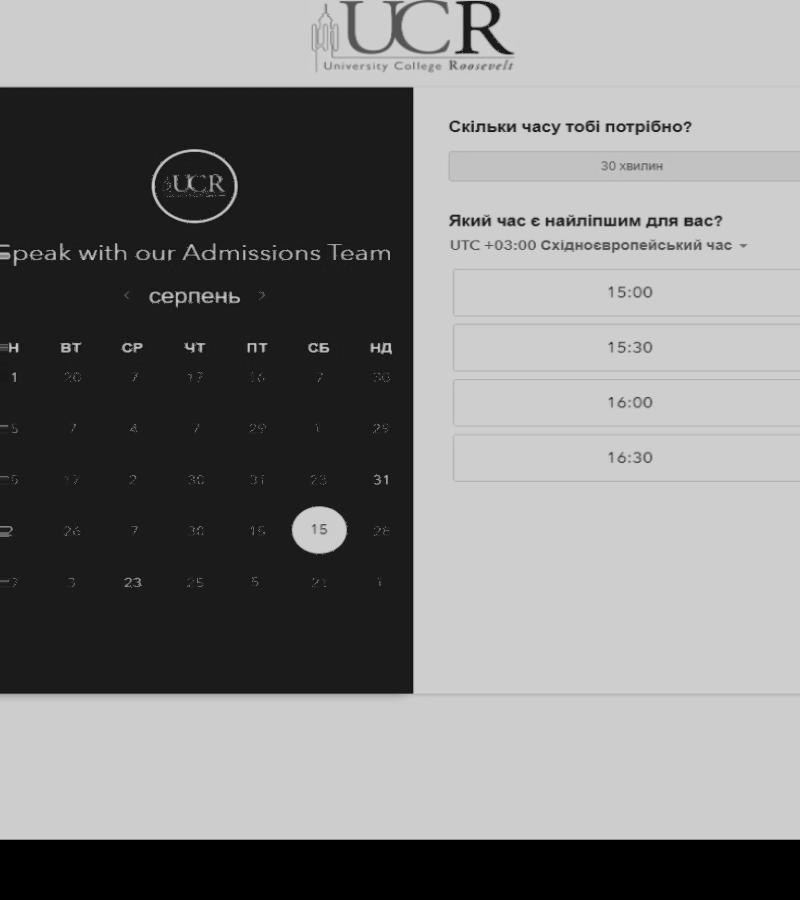 UCR
University College Roosevelt
UCR
Speak with our Admissions Team
серпень
Н ВТ СР ЧТ ПТ СБ НД
1 20 7 17 16 7 30
5 7 4 7 29 1 29
5 17 2 30 31 23 31
26 7 30 15 15 28
7 3 23 25 5 21 1
Скільки часу тобі потрібно?
30 хвилин
Який час є найліпшим для вас?
UTC +03:00 Східноєвропейський час
15:00
15:30
16:00
16:30